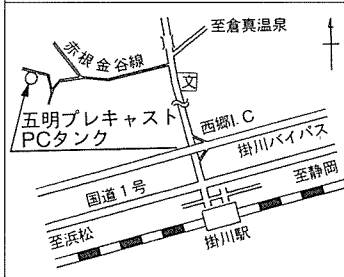 至倉真温泉
赤根金谷線
文
五明プレキャスト
PCタンク
西郷I.C
掛川バイパス
国道1号
至静岡
至浜松
掛川駅